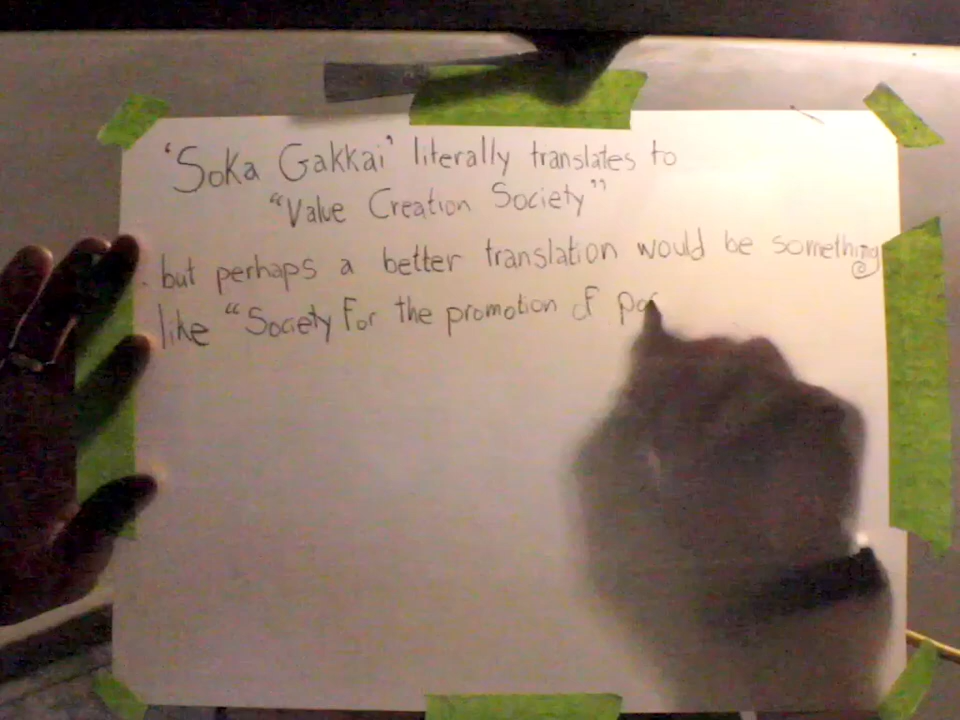 'Soka Gakkai' literally translates to
"Value Creation Society"
but perhaps a better translation would be something
like "Society for the promotion of